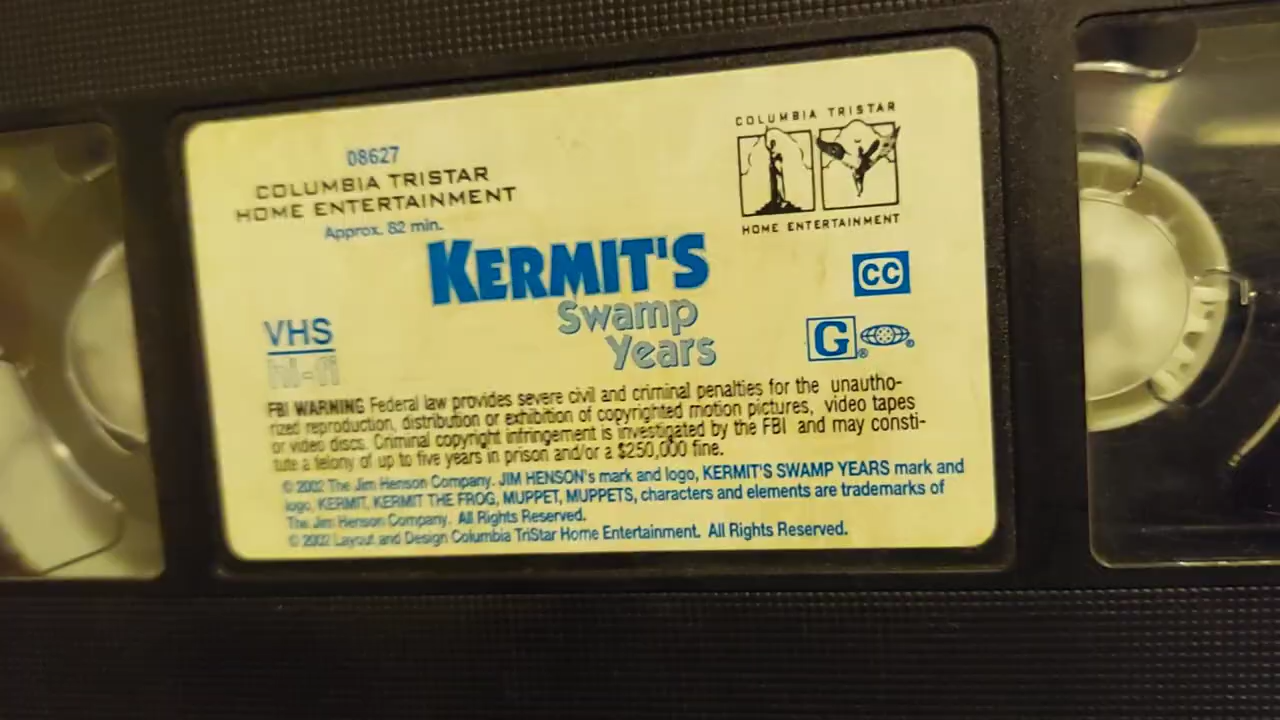 08627
COLUMBIA TRISTAR
HOME ENTERTAINMENT
Approx. 82 min.
COLUMBIA TRISTAR
HOME ENTERTAINMENT
KERMIT'S
Swamp
Years
CC
VHS
hi-fi
G®
®
FBI WARNING Federal law provides severe civil and criminal penalties for the unautho-
rized reproduction, distribution or exhibition of copyrighted motion pictures, video tapes
or video discs. Criminal copyright infringement is investigated by the FBI and may consti-
tute a felony of up to five years in prison and/or a $250,000 fine.
© 2002 The Jim Henson Company. JIM HENSON's mark and logo, KERMIT'S SWAMP YEARS mark and
logo, KERMIT, KERMIT THE FROG, MUPPET, MUPPETS, characters and elements are trademarks of
The Jim Henson Company. All Rights Reserved.
© 2002 Layout and Design Columbia TriStar Home Entertainment. All Rights Reserved.